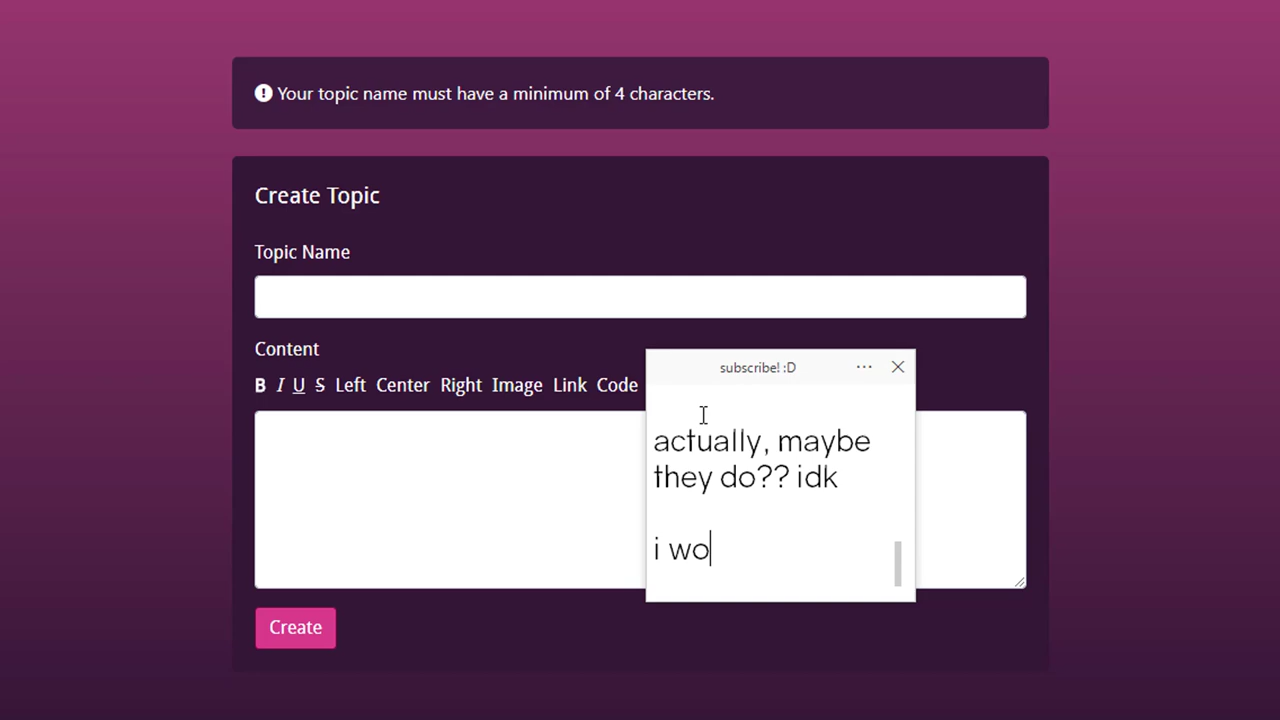 Your topic name must have a minimum of 4 characters.
Create Topic
Topic Name
Content
B I U S Left Center Right Image Link Code
subscribe! :D
actually, maybe
they do?? idk
i wo
Create